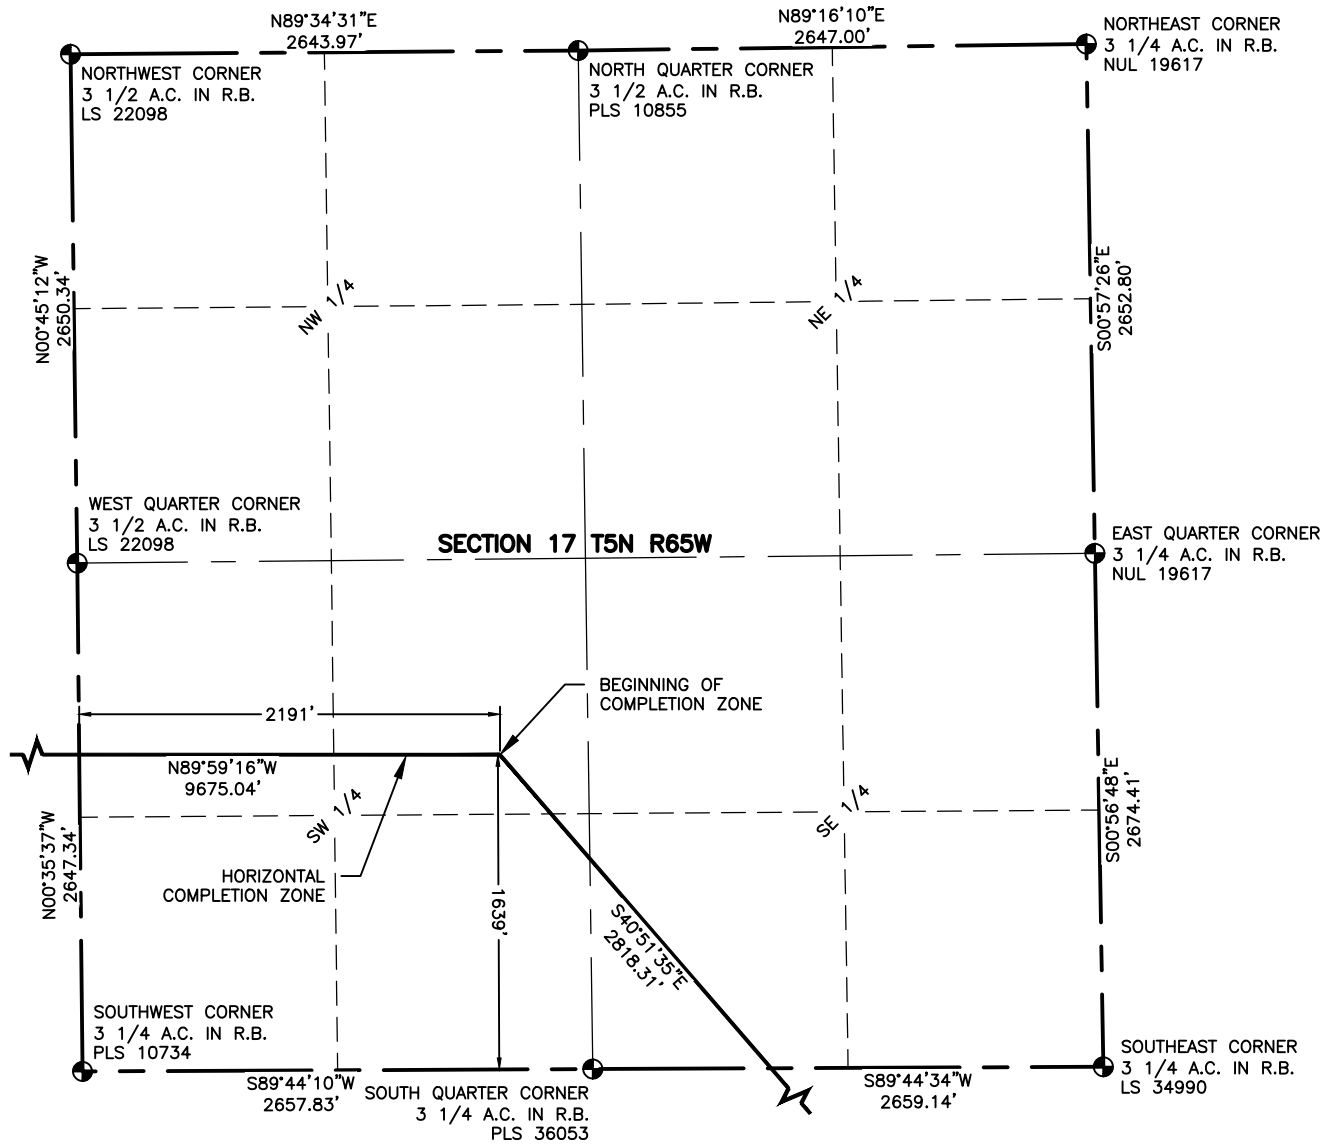 N89°34'31"E
2643.97'
N89°16'10"E
2647.00'
NORTHEAST CORNER
3 1/4 A.C. IN R.B.
NUL 19617
NORTHWEST CORNER
3 1/2 A.C. IN R.B.
LS 22098
NORTH QUARTER CORNER
3 1/2 A.C. IN R.B.
PLS 10855
N00°45'12"W
2650.34'
NW 1/4
NE 1/4
S00°57'26"E
2652.80'
WEST QUARTER CORNER
3 1/2 A.C. IN R.B.
LS 22098
SECTION 17 T5N R65W
EAST QUARTER CORNER
3 1/4 A.C. IN R.B.
NUL 19617
BEGINNING OF
COMPLETION ZONE
2191'
N89°59'16"W
9675.04'
N00°35'37"W
2647.34'
SW 1/4
SE 1/4
S00°56'48"E
2674.41'
HORIZONTAL
COMPLETION ZONE
1639'
S40°51'35"E
2818.31'
SOUTHWEST CORNER
3 1/4 A.C. IN R.B.
PLS 10734
S89°44'10"W
2657.83'
SOUTH QUARTER CORNER
3 1/4 A.C. IN R.B.
PLS 36053
S89°44'34"W
2659.14'
SOUTHEAST CORNER
3 1/4 A.C. IN R.B.
LS 34990